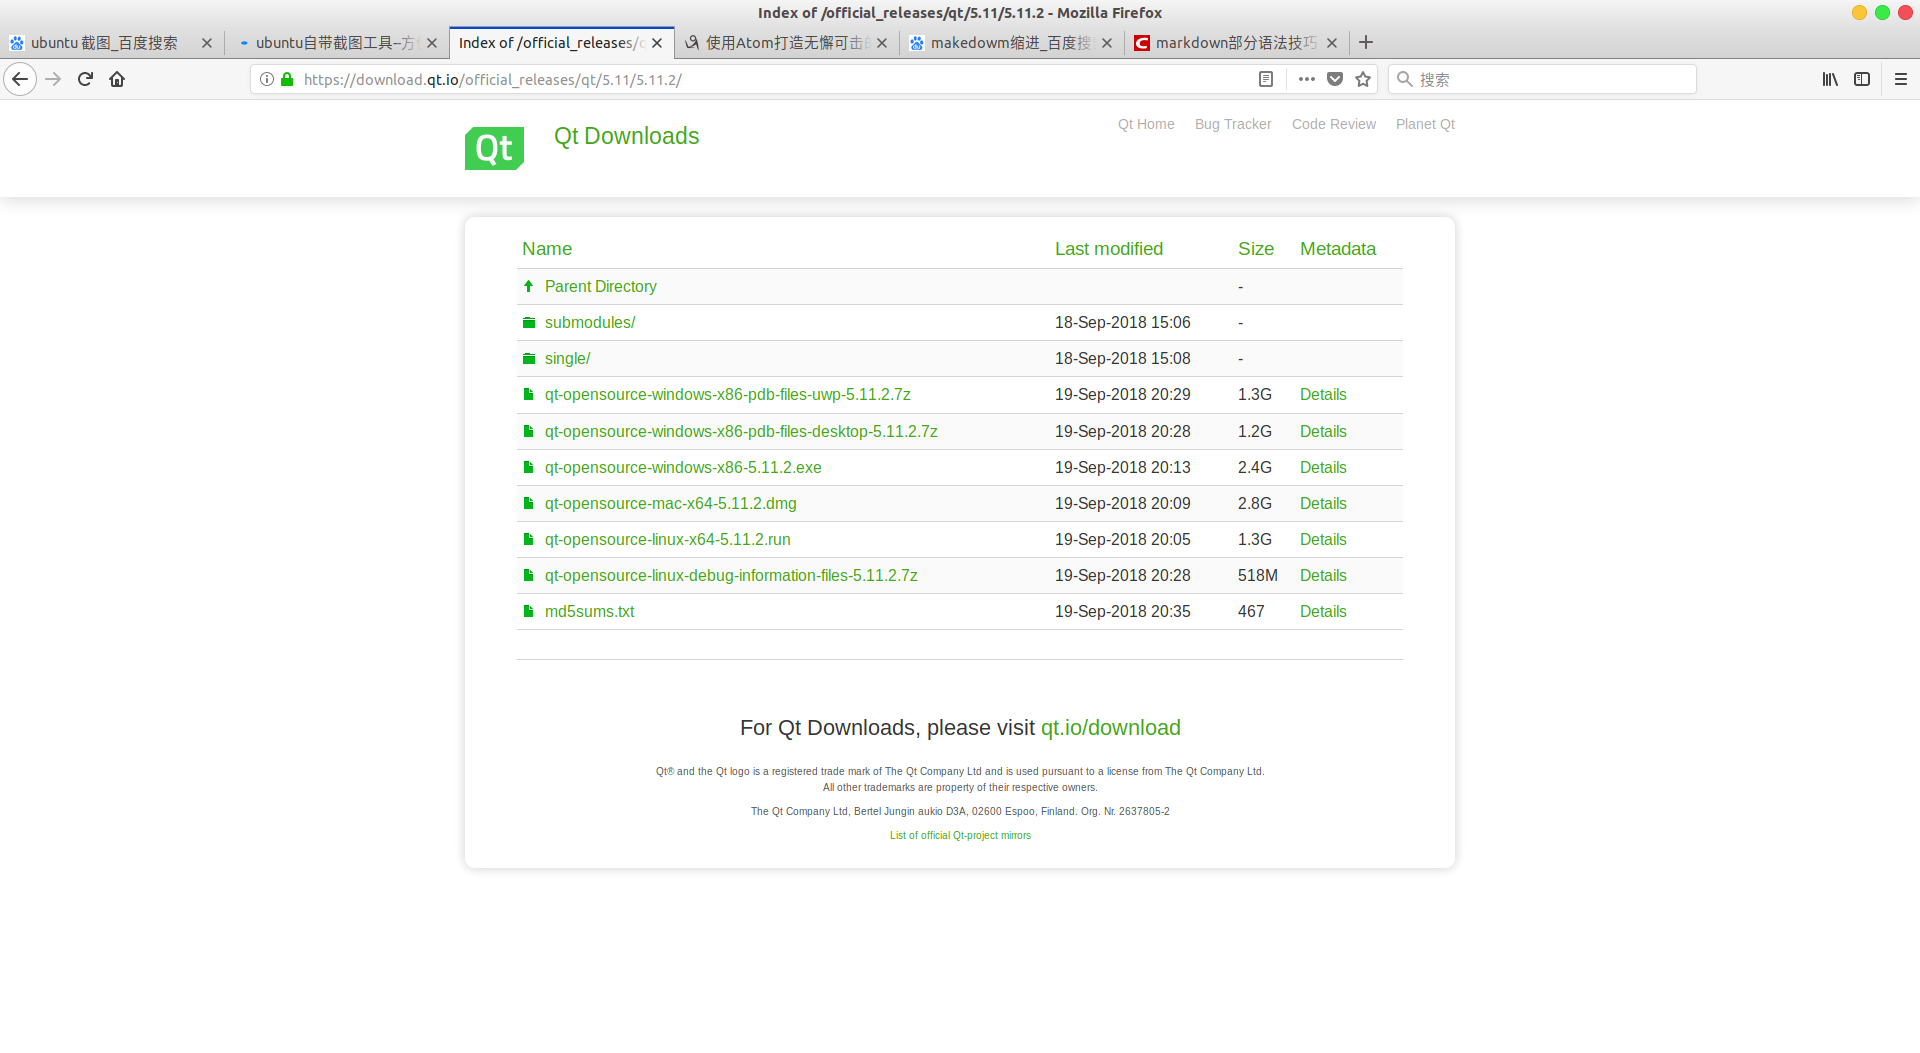 Index of /official_releases/qt/5.11/5.11.2 - Mozilla Firefox
ubuntu 截图_百度搜索
ubuntu自带截图工具--方
Index of /official_releases/
使用Atom打造无懈可击
makedowm缩进_百度搜
markdown部分语法技巧
https://download.qt.io/official_releases/qt/5.11/5.11.2/
搜索
Qt
Qt Downloads
Qt Home Bug Tracker Code Review Planet Qt
Name Last modified Size Metadata
Parent Directory -
submodules/ 18-Sep-2018 15:06 -
single/ 18-Sep-2018 15:08 -
qt-opensource-windows-x86-pdb-files-uwp-5.11.2.7z 19-Sep-2018 20:29 1.3G Details
qt-opensource-windows-x86-pdb-files-desktop-5.11.2.7z 19-Sep-2018 20:28 1.2G Details
qt-opensource-windows-x86-5.11.2.exe 19-Sep-2018 20:13 2.4G Details
qt-opensource-mac-x64-5.11.2.dmg 19-Sep-2018 20:09 2.8G Details
qt-opensource-linux-x64-5.11.2.run 19-Sep-2018 20:05 1.3G Details
qt-opensource-linux-debug-information-files-5.11.2.7z 19-Sep-2018 20:28 518M Details
md5sums.txt 19-Sep-2018 20:35 467 Details
For Qt Downloads, please visit qt.io/download
Qt® and the Qt logo is a registered trade mark of The Qt Company Ltd and is used pursuant to a license from The Qt Company Ltd.
All other trademarks are property of their respective owners.
The Qt Company Ltd, Bertel Jungin aukio D3A, 02600 Espoo, Finland. Org. Nr. 2637805-2
List of official Qt-project mirrors